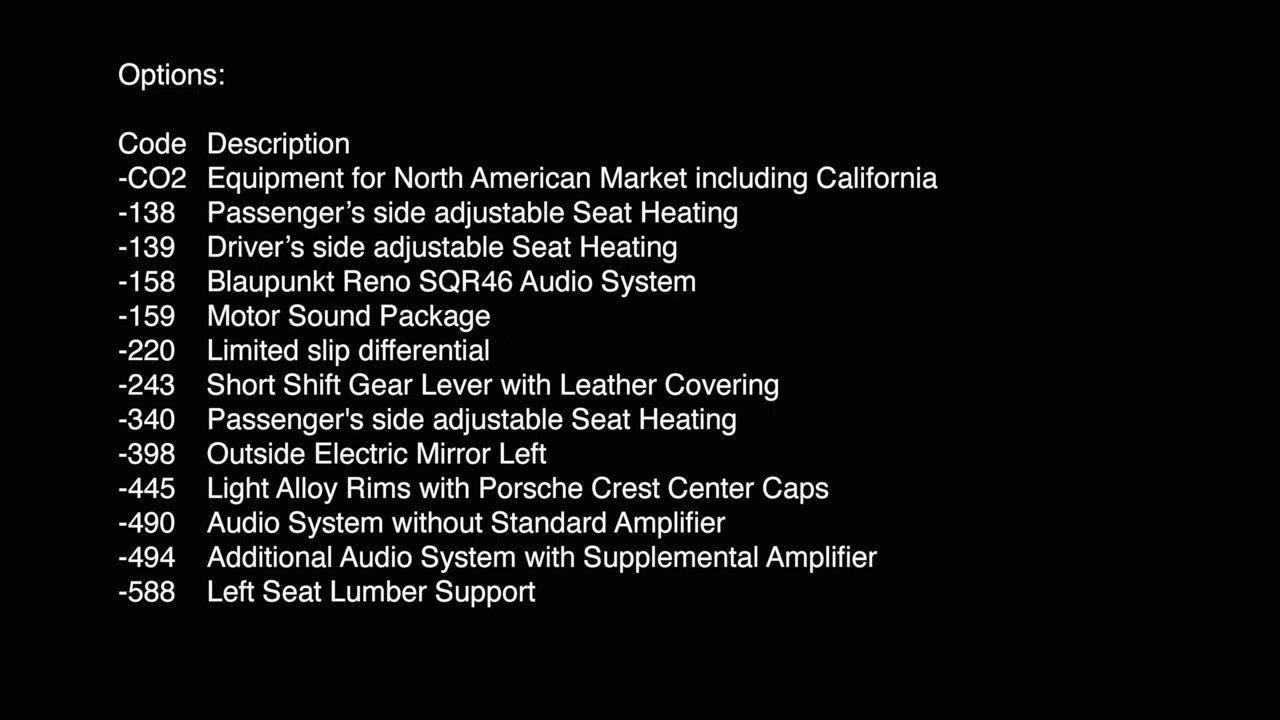 Options:
Code Description
-CO2 Equipment for North American Market including California
-138 Passenger’s side adjustable Seat Heating
-139 Driver’s side adjustable Seat Heating
-158 Blaupunkt Reno SQR46 Audio System
-159 Motor Sound Package
-220 Limited slip differential
-243 Short Shift Gear Lever with Leather Covering
-340 Passenger's side adjustable Seat Heating
-398 Outside Electric Mirror Left
-445 Light Alloy Rims with Porsche Crest Center Caps
-490 Audio System without Standard Amplifier
-494 Additional Audio System with Supplemental Amplifier
-588 Left Seat Lumber Support